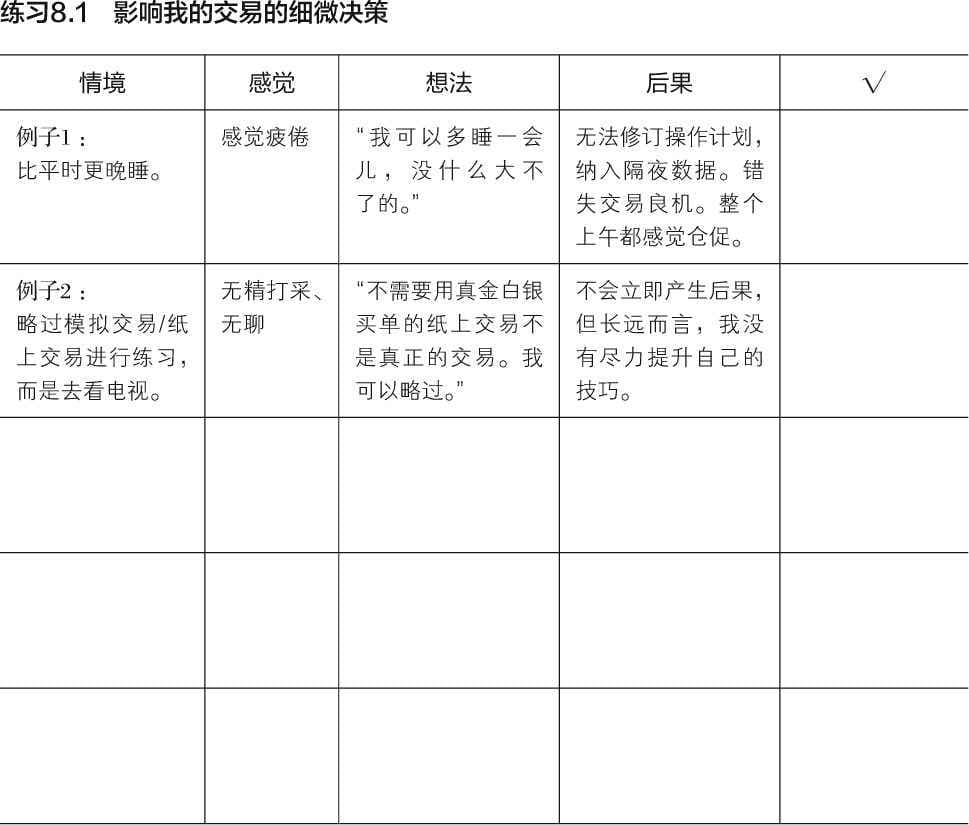 练习8.1 影响我的交易的细微决策
情境 感觉 想法 后果 √
例子1：
比平时更晚睡。
感觉疲倦
“我可以多睡一会
儿，没什么大不
了的。”
无法修订操作计划，
纳入隔夜数据。错
失交易良机。整个
上午都感觉仓促。
例子2：
略过模拟交易/纸
上交易进行练习，
而是去看电视。
无精打采、
无聊
“不需要用真金白银
买单的纸上交易不
是真正的交易。我
可以略过。”
不会立即产生后果，
但长远而言，我没
有尽力提升自己的
技巧。